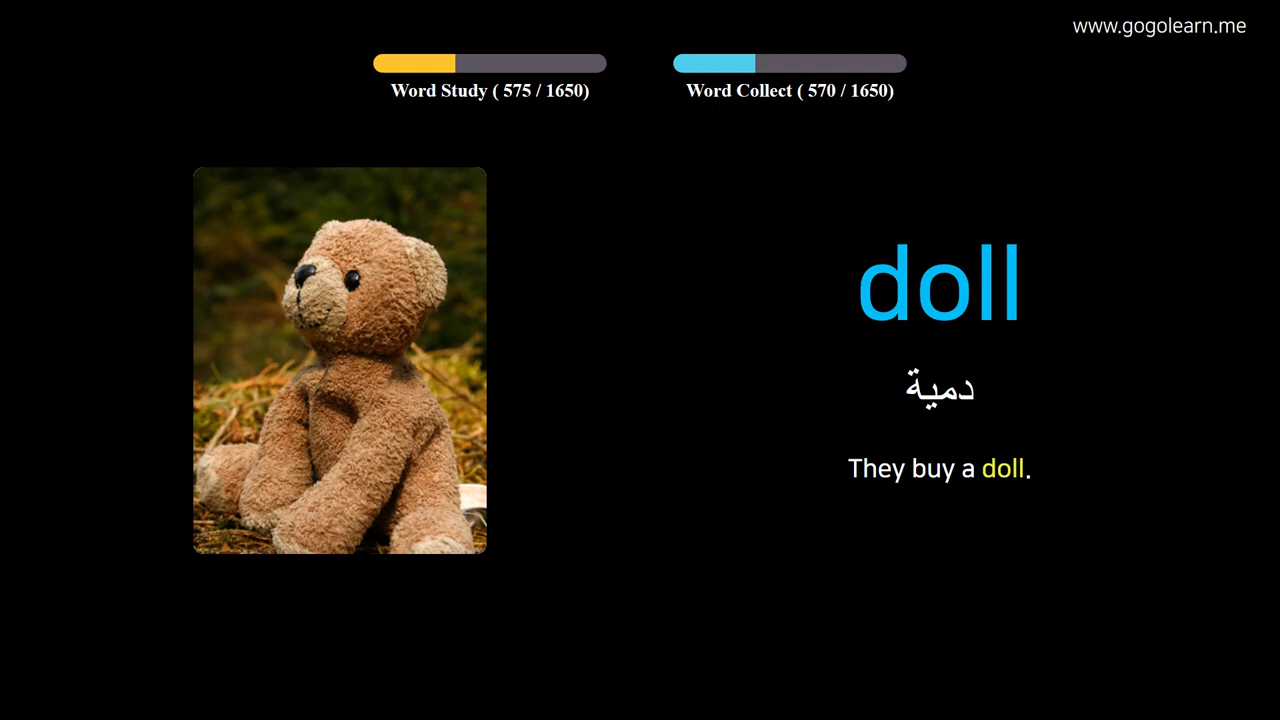 www.gogolearn.me
Word Study ( 575 / 1650)
Word Collect ( 570 / 1650)
doll
دمية
They buy a doll.